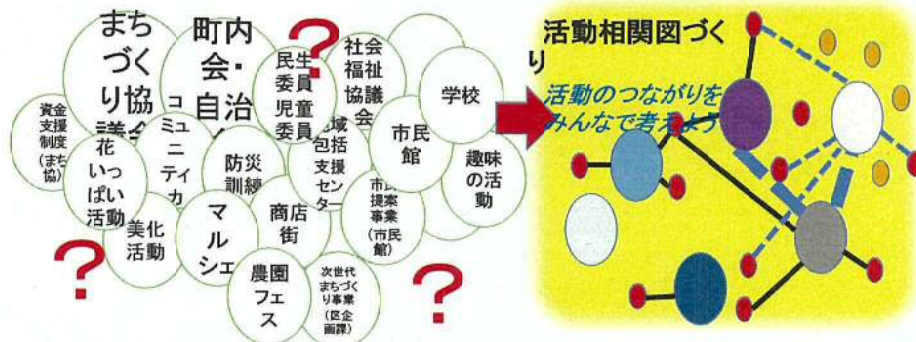 まち
づく
り協
議会
町内
会・
自治
民生
委員
児童
委員
社会
福祉
協議
会
学校
資金
支援
制度
(まち
協)
コ
ミュ
ニ
ティ
カ
花
いっ
ぱい
活動
防災
訓練
地域
包括
支援
セン
ター
市民
館
趣味
の活
動
美化
活動
マ
ル
シェ
商店
街
市民
提案
事業
(市民
館)
農園
フェ
ス
次世代
まちづく
り事業
(区企
画課)
?
?
?
活動相関図づく
り
活動のつながりを
みんなで考えよう